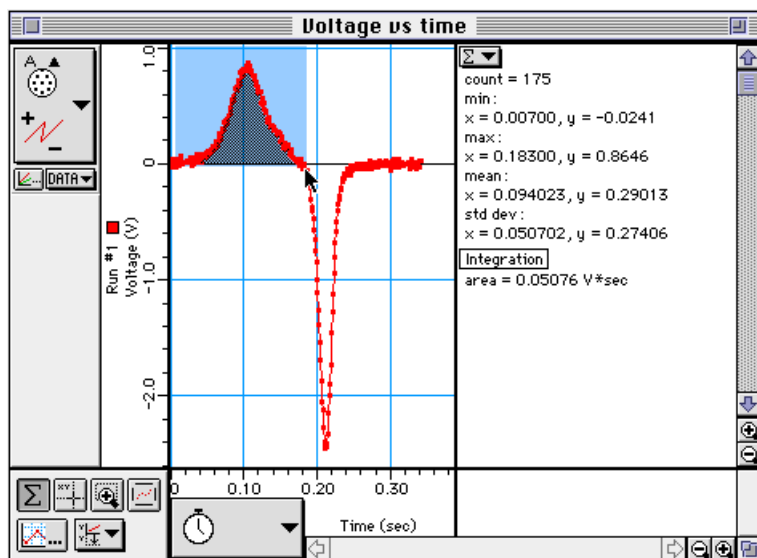 Voltage vs time
A
DATA
Run #1
Voltage (V)
1.0
0
-1.0
-2.0
Σ
count = 175
min:
x = 0.00700, y = -0.0241
max:
x = 0.18300, y = 0.8646
mean:
x = 0.094023, y = 0.29013
std dev:
x = 0.050702, y = 0.27406
Integration
area = 0.05076 V*sec
0 0.10 0.20 0.30
Time (sec)
Σ
XY
Y
Y
...